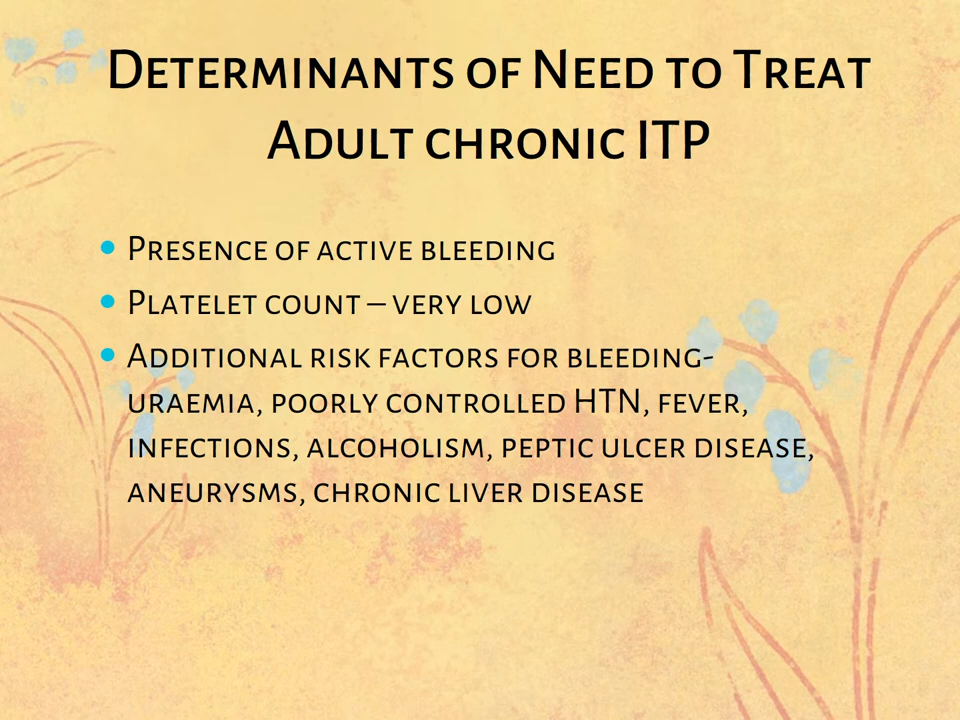 Determinants of Need to Treat
Adult chronic ITP
• Presence of active bleeding
• Platelet count – very low
• Additional risk factors for bleeding-
uraemia, poorly controlled HTN, fever,
infections, alcoholism, peptic ulcer disease,
aneurysms, chronic liver disease